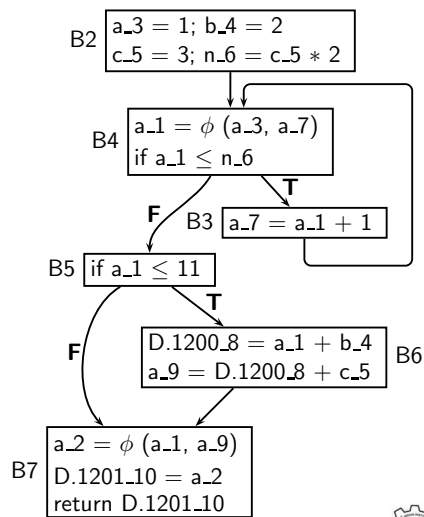 a_3 = 1; b_4 = 2
B2
c_5 = 3; n_6 = c_5 * 2
a_1 = ϕ (a_3, a_7)
B4
if a_1 ≤ n_6
F
T
B3
a_7 = a_1 + 1
B5
if a_1 ≤ 11
T
F
D.1200_8 = a_1 + b_4
B6
a_9 = D.1200_8 + c_5
a_2 = ϕ (a_1, a_9)
B7
D.1201_10 = a_2
return D.1201_10